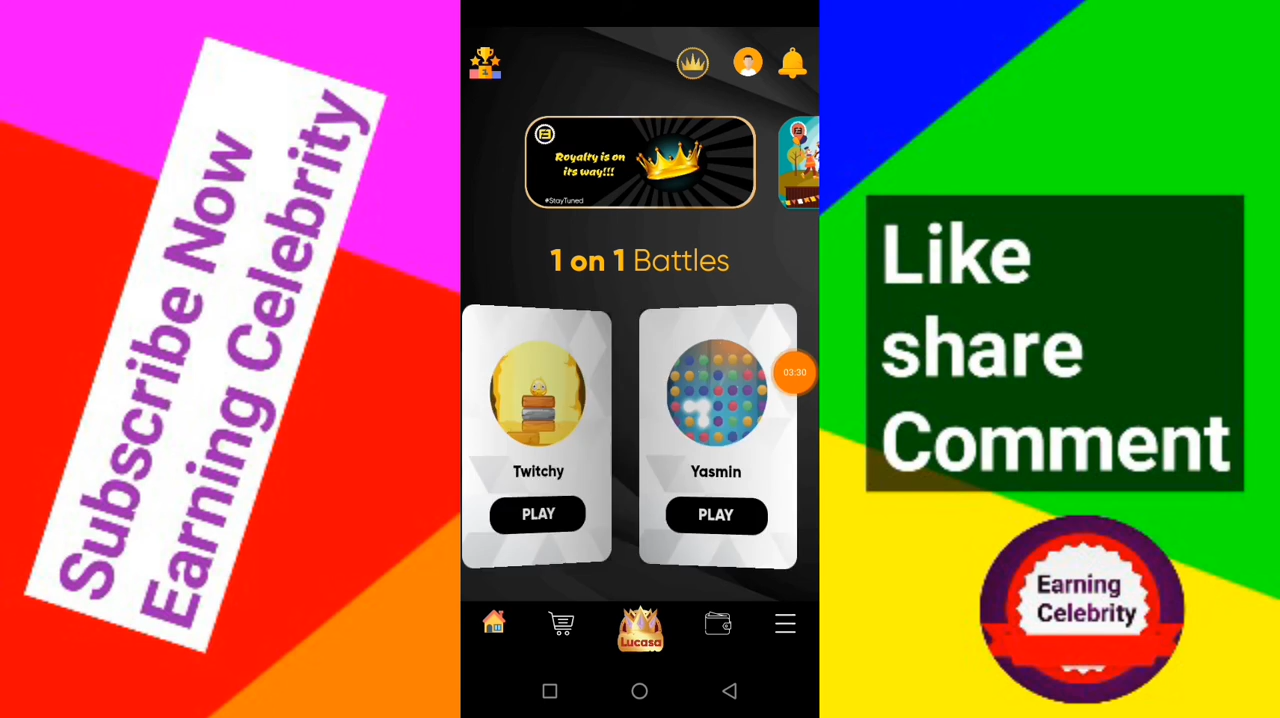 Subscribe Now
Earning Celebrity
Royalty is on
its way!!!
#StayTuned
1 on 1 Battles
Twitchy
PLAY
Yasmin
PLAY
03:30
Lucasa
Like
share
Comment
Earning
Celebrity